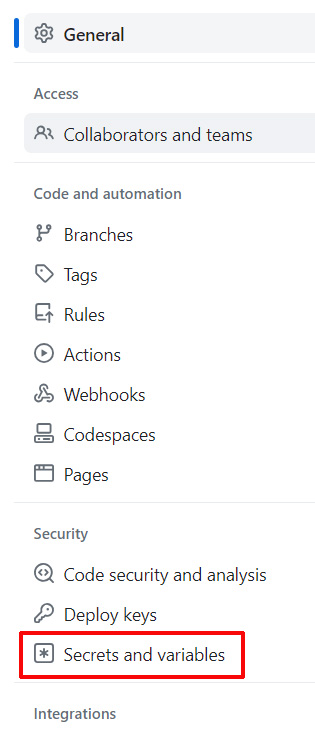 General
Access
Collaborators and teams
Code and automation
Branches
Tags
Rules
Actions
Webhooks
Codespaces
Pages
Security
Code security and analysis
Deploy keys
Secrets and variables
Integrations